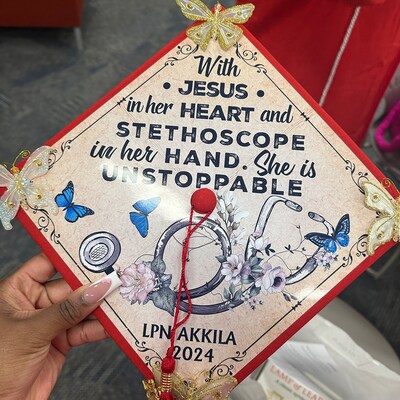 With
• JESUS •
in her HEART and
STETHOSCOPE
in her HAND. She is
UNSTOPPABLE
LPN AKKILA
2024